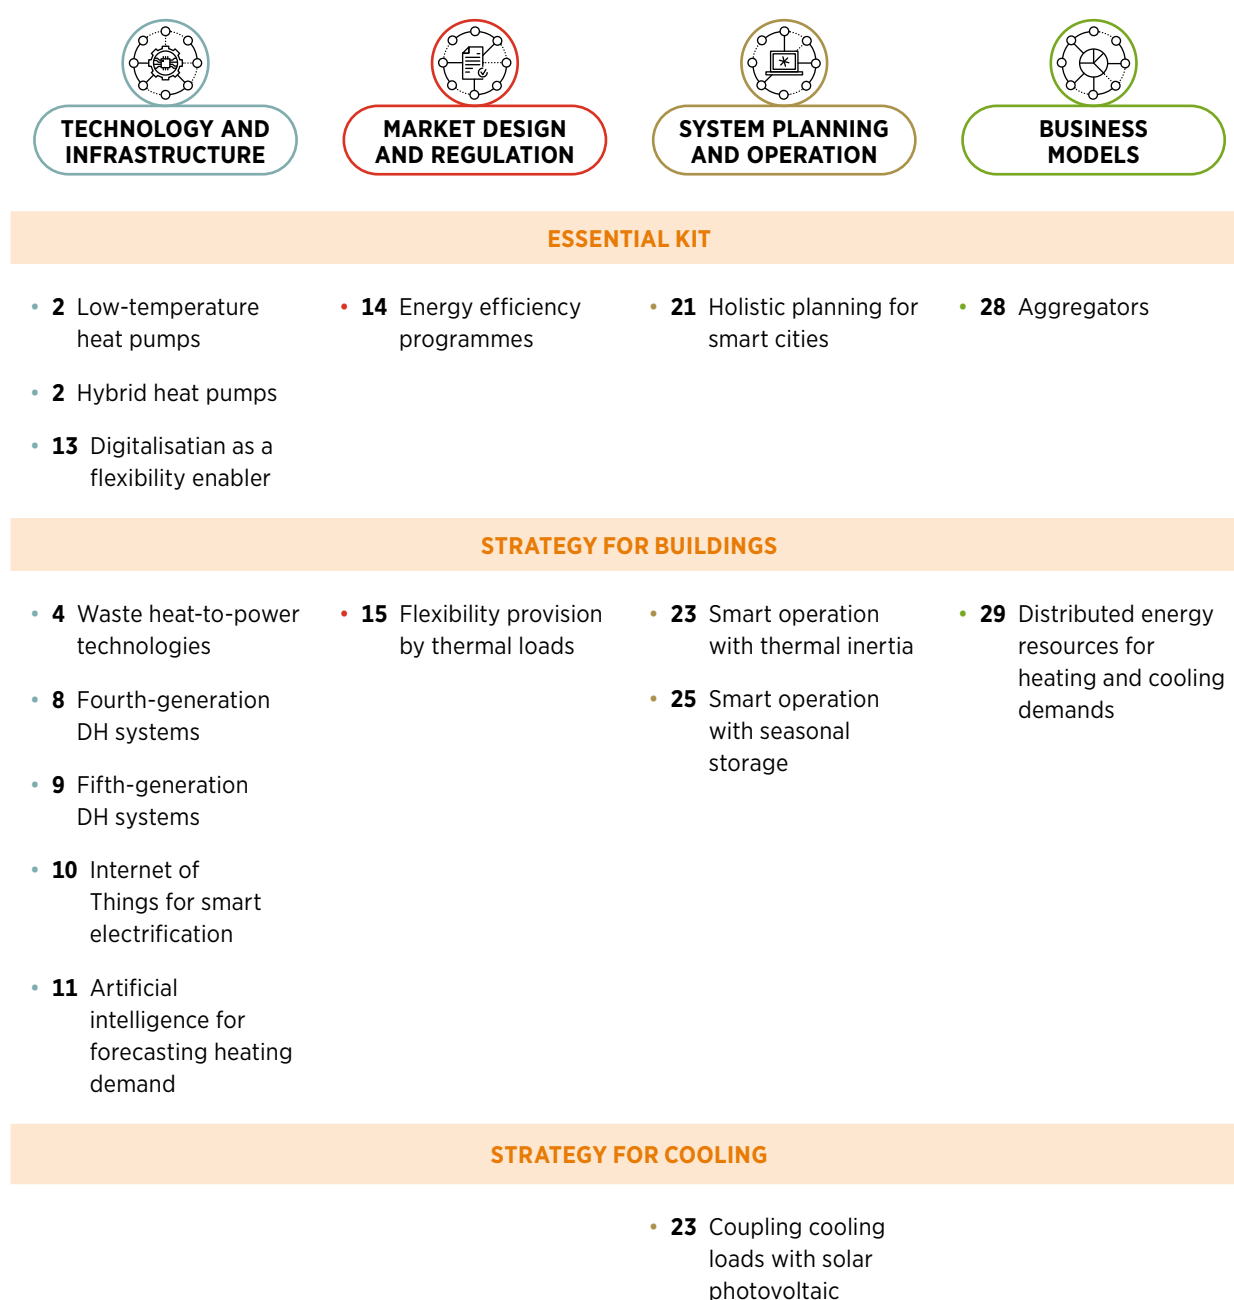 TECHNOLOGY AND
INFRASTRUCTURE
MARKET DESIGN
AND REGULATION
SYSTEM PLANNING
AND OPERATION
BUSINESS
MODELS
ESSENTIAL KIT
• 2 Low-temperature
heat pumps
• 2 Hybrid heat pumps
• 13 Digitalisatian as a
flexibility enabler
• 14 Energy efficiency
programmes
• 21 Holistic planning for
smart cities
• 28 Aggregators
STRATEGY FOR BUILDINGS
• 4 Waste heat-to-power
technologies
• 8 Fourth-generation
DH systems
• 9 Fifth-generation
DH systems
• 10 Internet of
Things for smart
electrification
• 11 Artificial
intelligence for
forecasting heating
demand
• 15 Flexibility provision
by thermal loads
• 23 Smart operation
with thermal inertia
• 25 Smart operation
with seasonal
storage
• 29 Distributed energy
resources for
heating and cooling
demands
STRATEGY FOR COOLING
• 23 Coupling cooling
loads with solar
photovoltaic